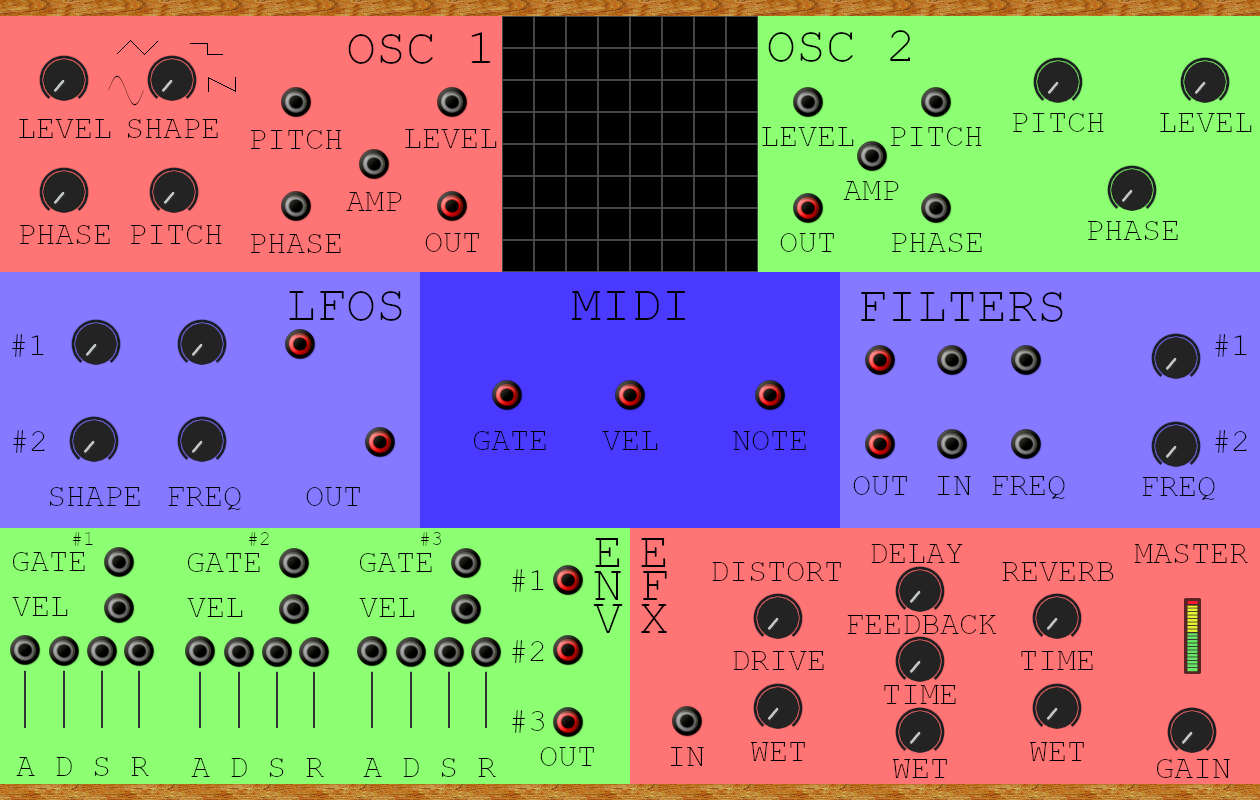 OSC 1
LEVEL SHAPE
PITCH LEVEL
AMP
PHASE PITCH
PHASE OUT
OSC 2
LEVEL PITCH
AMP
OUT PHASE
PITCH LEVEL
PHASE
LFOS
#1
#2
SHAPE FREQ OUT
MIDI
GATE VEL NOTE
FILTERS
#1
#2
OUT IN FREQ FREQ
#1 #2 #3
GATE GATE GATE
VEL VEL VEL
A D S R A D S R A D S R
#1
#2
#3
OUT
ENV
EFX
IN
DISTORT
DRIVE
WET
DELAY
FEEDBACK
TIME
WET
REVERB
TIME
WET
MASTER
GAIN